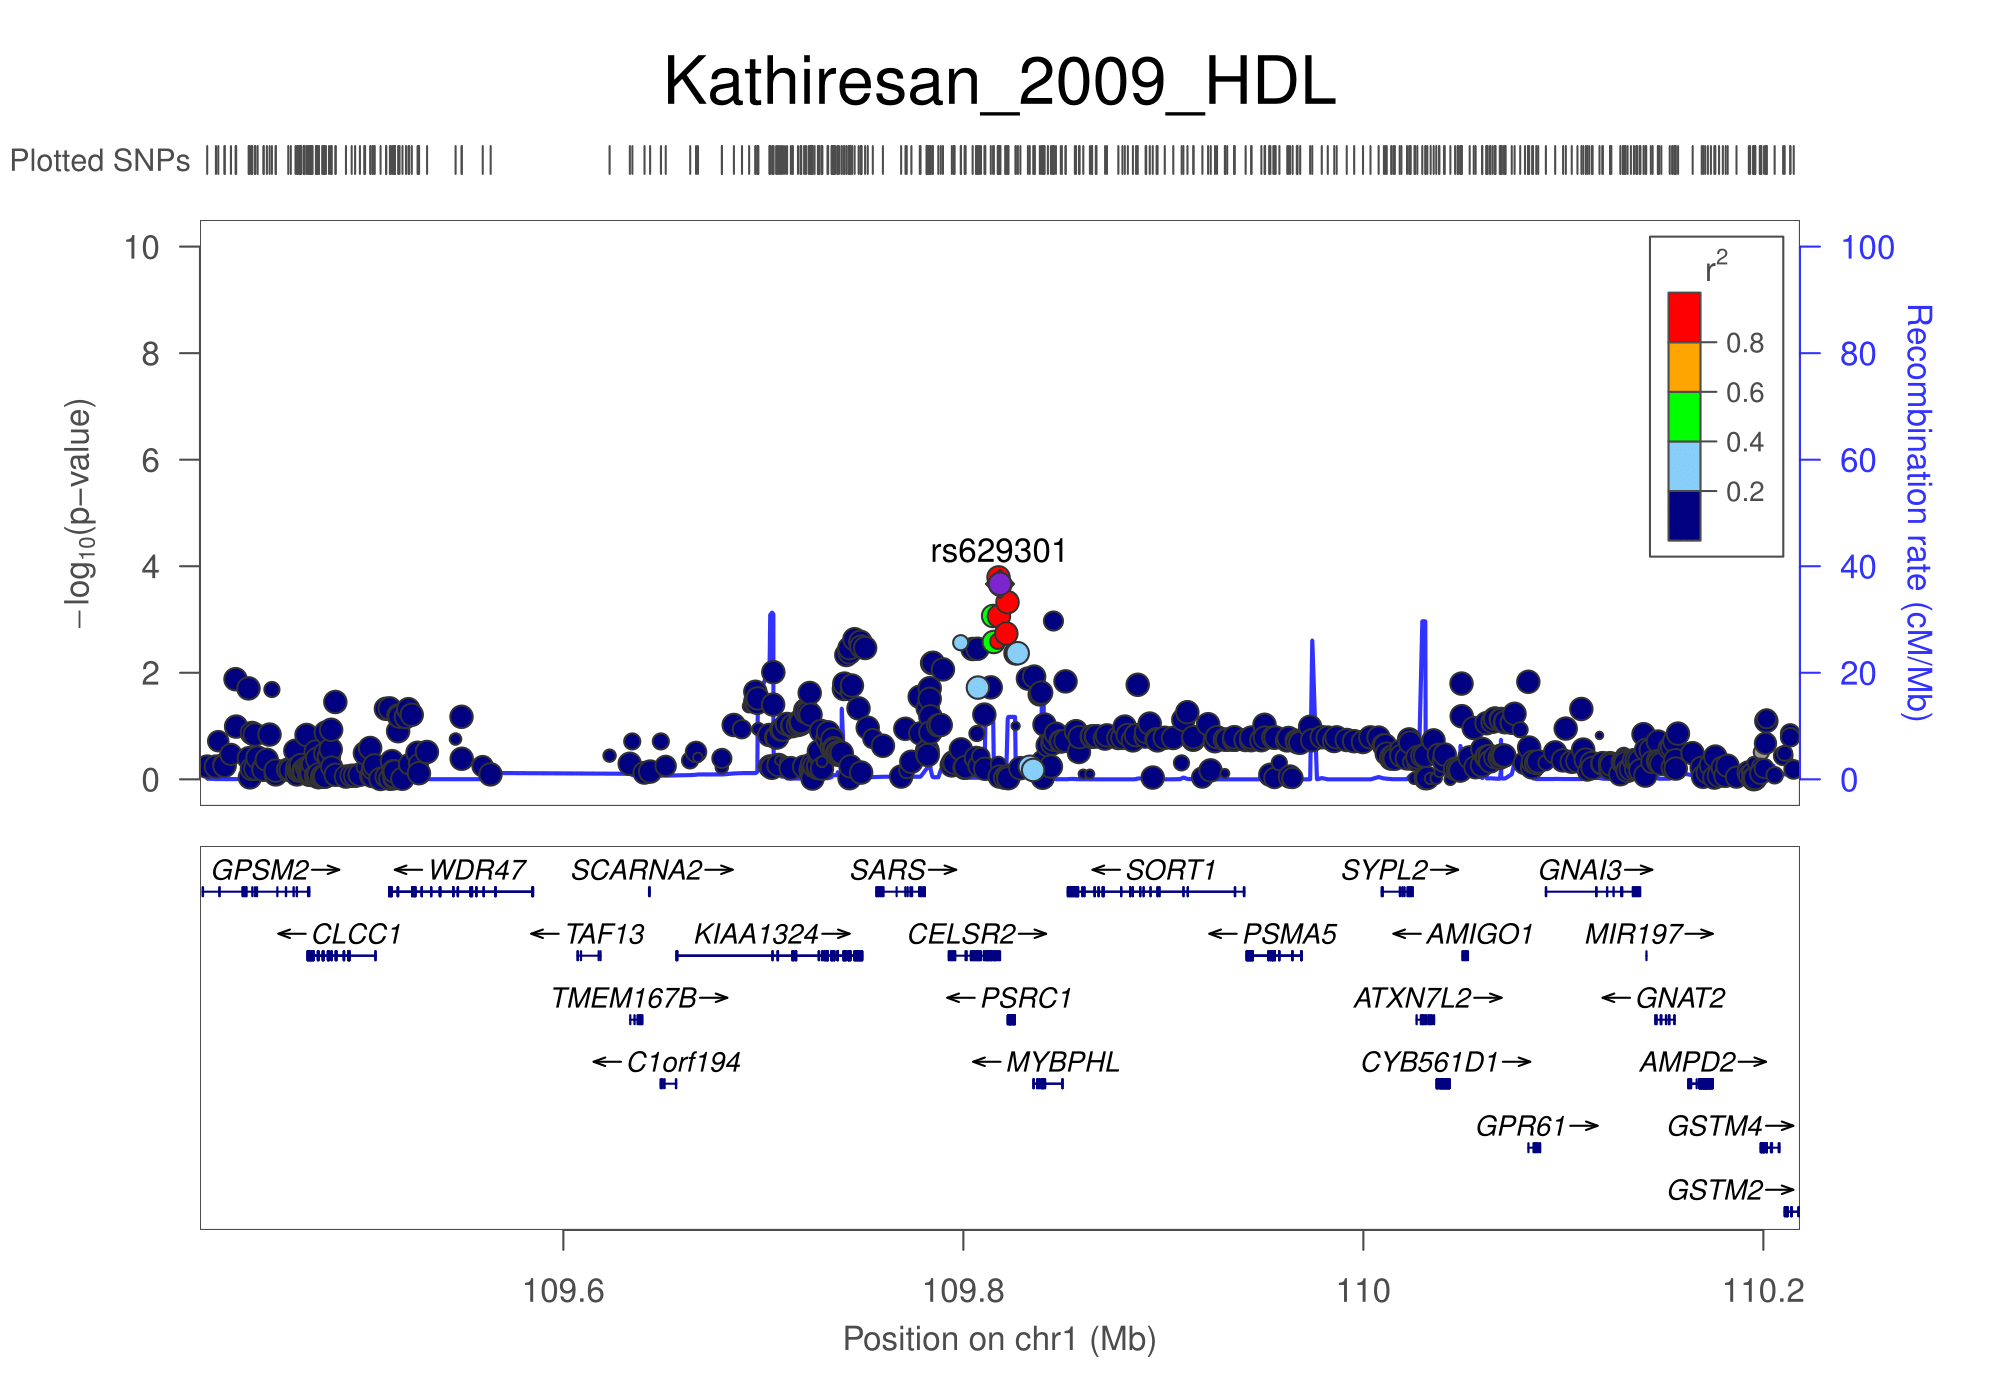 Kathiresan_2009_HDL
Plotted SNPs
10
8
6
4
2
0
−log10(p−value)
100
80
60
40
20
0
Recombination rate (cM/Mb)
r2
0.8
0.6
0.4
0.2
rs629301
GPSM2→ ←WDR47 SCARNA2→ SARS→ ←SORT1 SYPL2→ GNAI3→
←CLCC1 ←TAF13 KIAA1324→ CELSR2→ ←PSMA5 ←AMIGO1 MIR197→
TMEM167B→ ←PSRC1 ATXN7L2→ ←GNAT2
←C1orf194 ←MYBPHL CYB561D1→ AMPD2→
GPR61→ GSTM4→
GSTM2→
109.6 109.8 110 110.2
Position on chr1 (Mb)